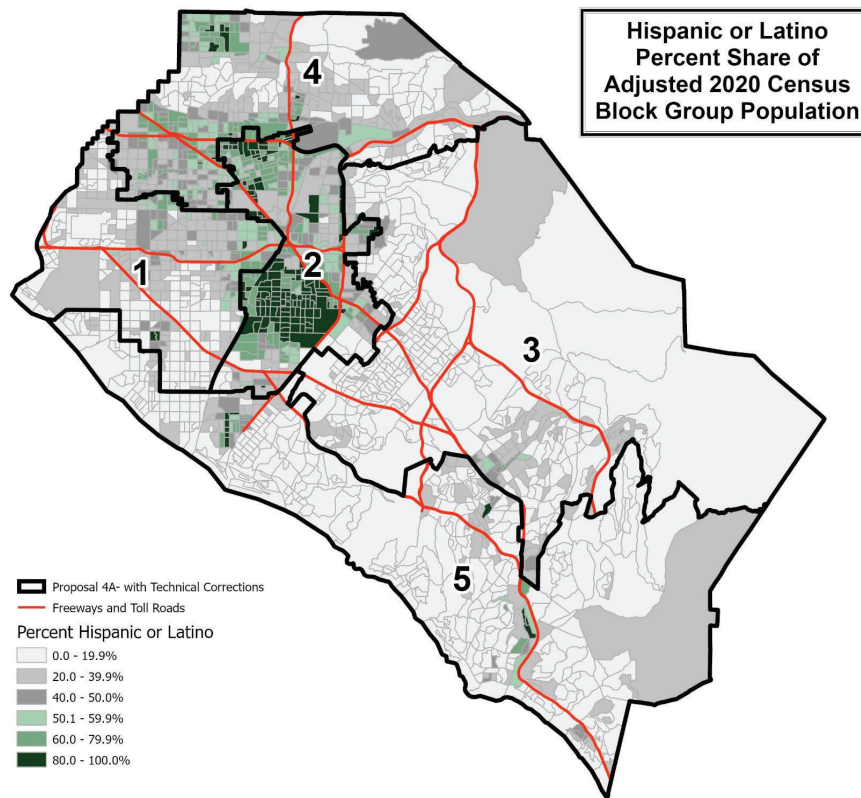 Hispanic or Latino
Percent Share of
Adjusted 2020 Census
Block Group Population
4
1
2
3
5
Proposal 4A- with Technical Corrections
Freeways and Toll Roads
Percent Hispanic or Latino
0.0 - 19.9%
20.0 - 39.9%
40.0 - 50.0%
50.1 - 59.9%
60.0 - 79.9%
80.0 - 100.0%